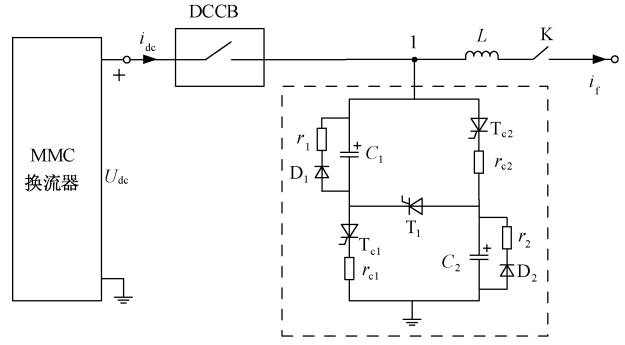 DCCB
i_dc
1
L
K
+
i_f
MMC
换流器
U_dc
r_1
+
C_1
D_1
T_c2
r_c2
T_1
T_c1
r_c1
C_2
+
r_2
D_2